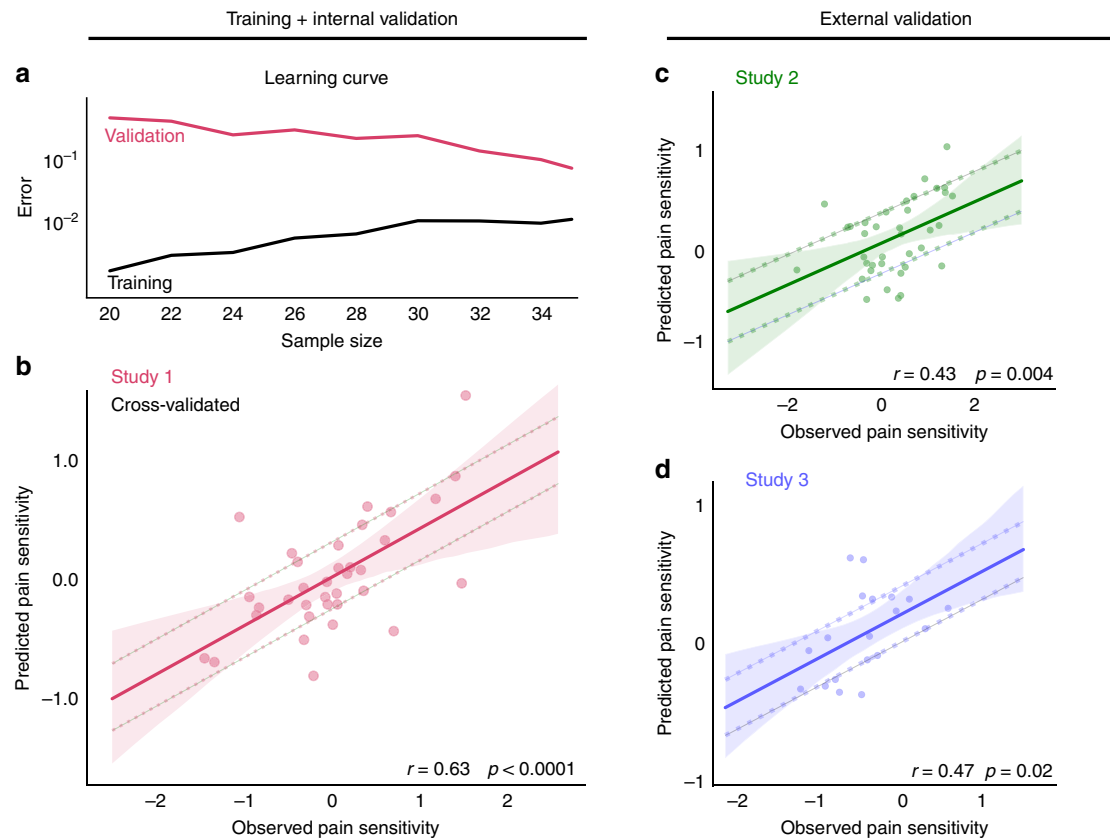 Training + internal validation
External validation
a
Learning curve
Validation
10⁻¹
10⁻²
Error
Training
20 22 24 26 28 30 32 34
Sample size
b
Study 1
Cross-validated
1.0
0.0
−1.0
Predicted pain sensitivity
r = 0.63 p < 0.0001
−2 −1 0 1 2
Observed pain sensitivity
c
Study 2
1
0
−1
Predicted pain sensitivity
r = 0.43 p = 0.004
−2 0 2
Observed pain sensitivity
d
Study 3
1
0
−1
Predicted pain sensitivity
r = 0.47 p = 0.02
−2 −1 0 1
Observed pain sensitivity